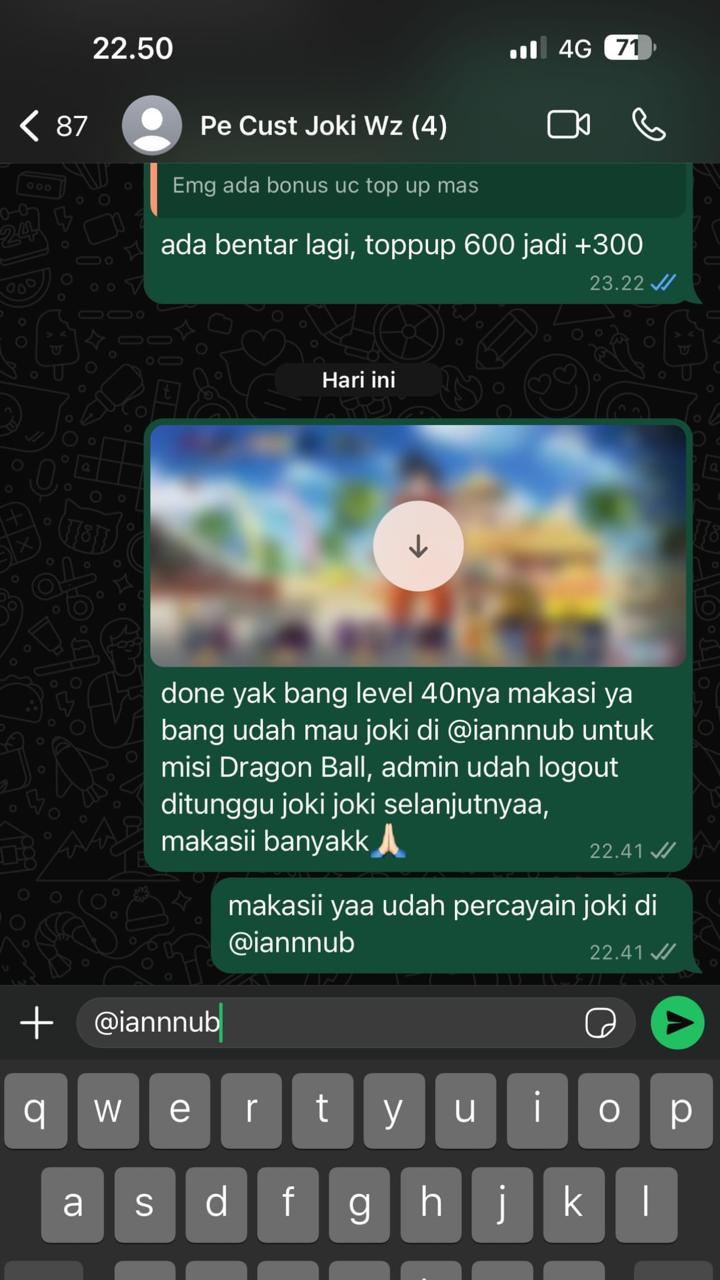 22.50
4G
71
87
Pe Cust Joki Wz (4)
Emg ada bonus uc top up mas
ada bentar lagi, toppup 600 jadi +300
23.22
Hari ini
done yak bang level 40nya makasi ya
bang udah mau joki di @iannnub untuk
misi Dragon Ball, admin udah logout
ditunggu joki joki selanjutnyaa,
makasii banyakk🙏🏻
22.41
makasii yaa udah percayain joki di
@iannnub
22.41
@iannnub
q w e r t y u i o p
a s d f g h j k l